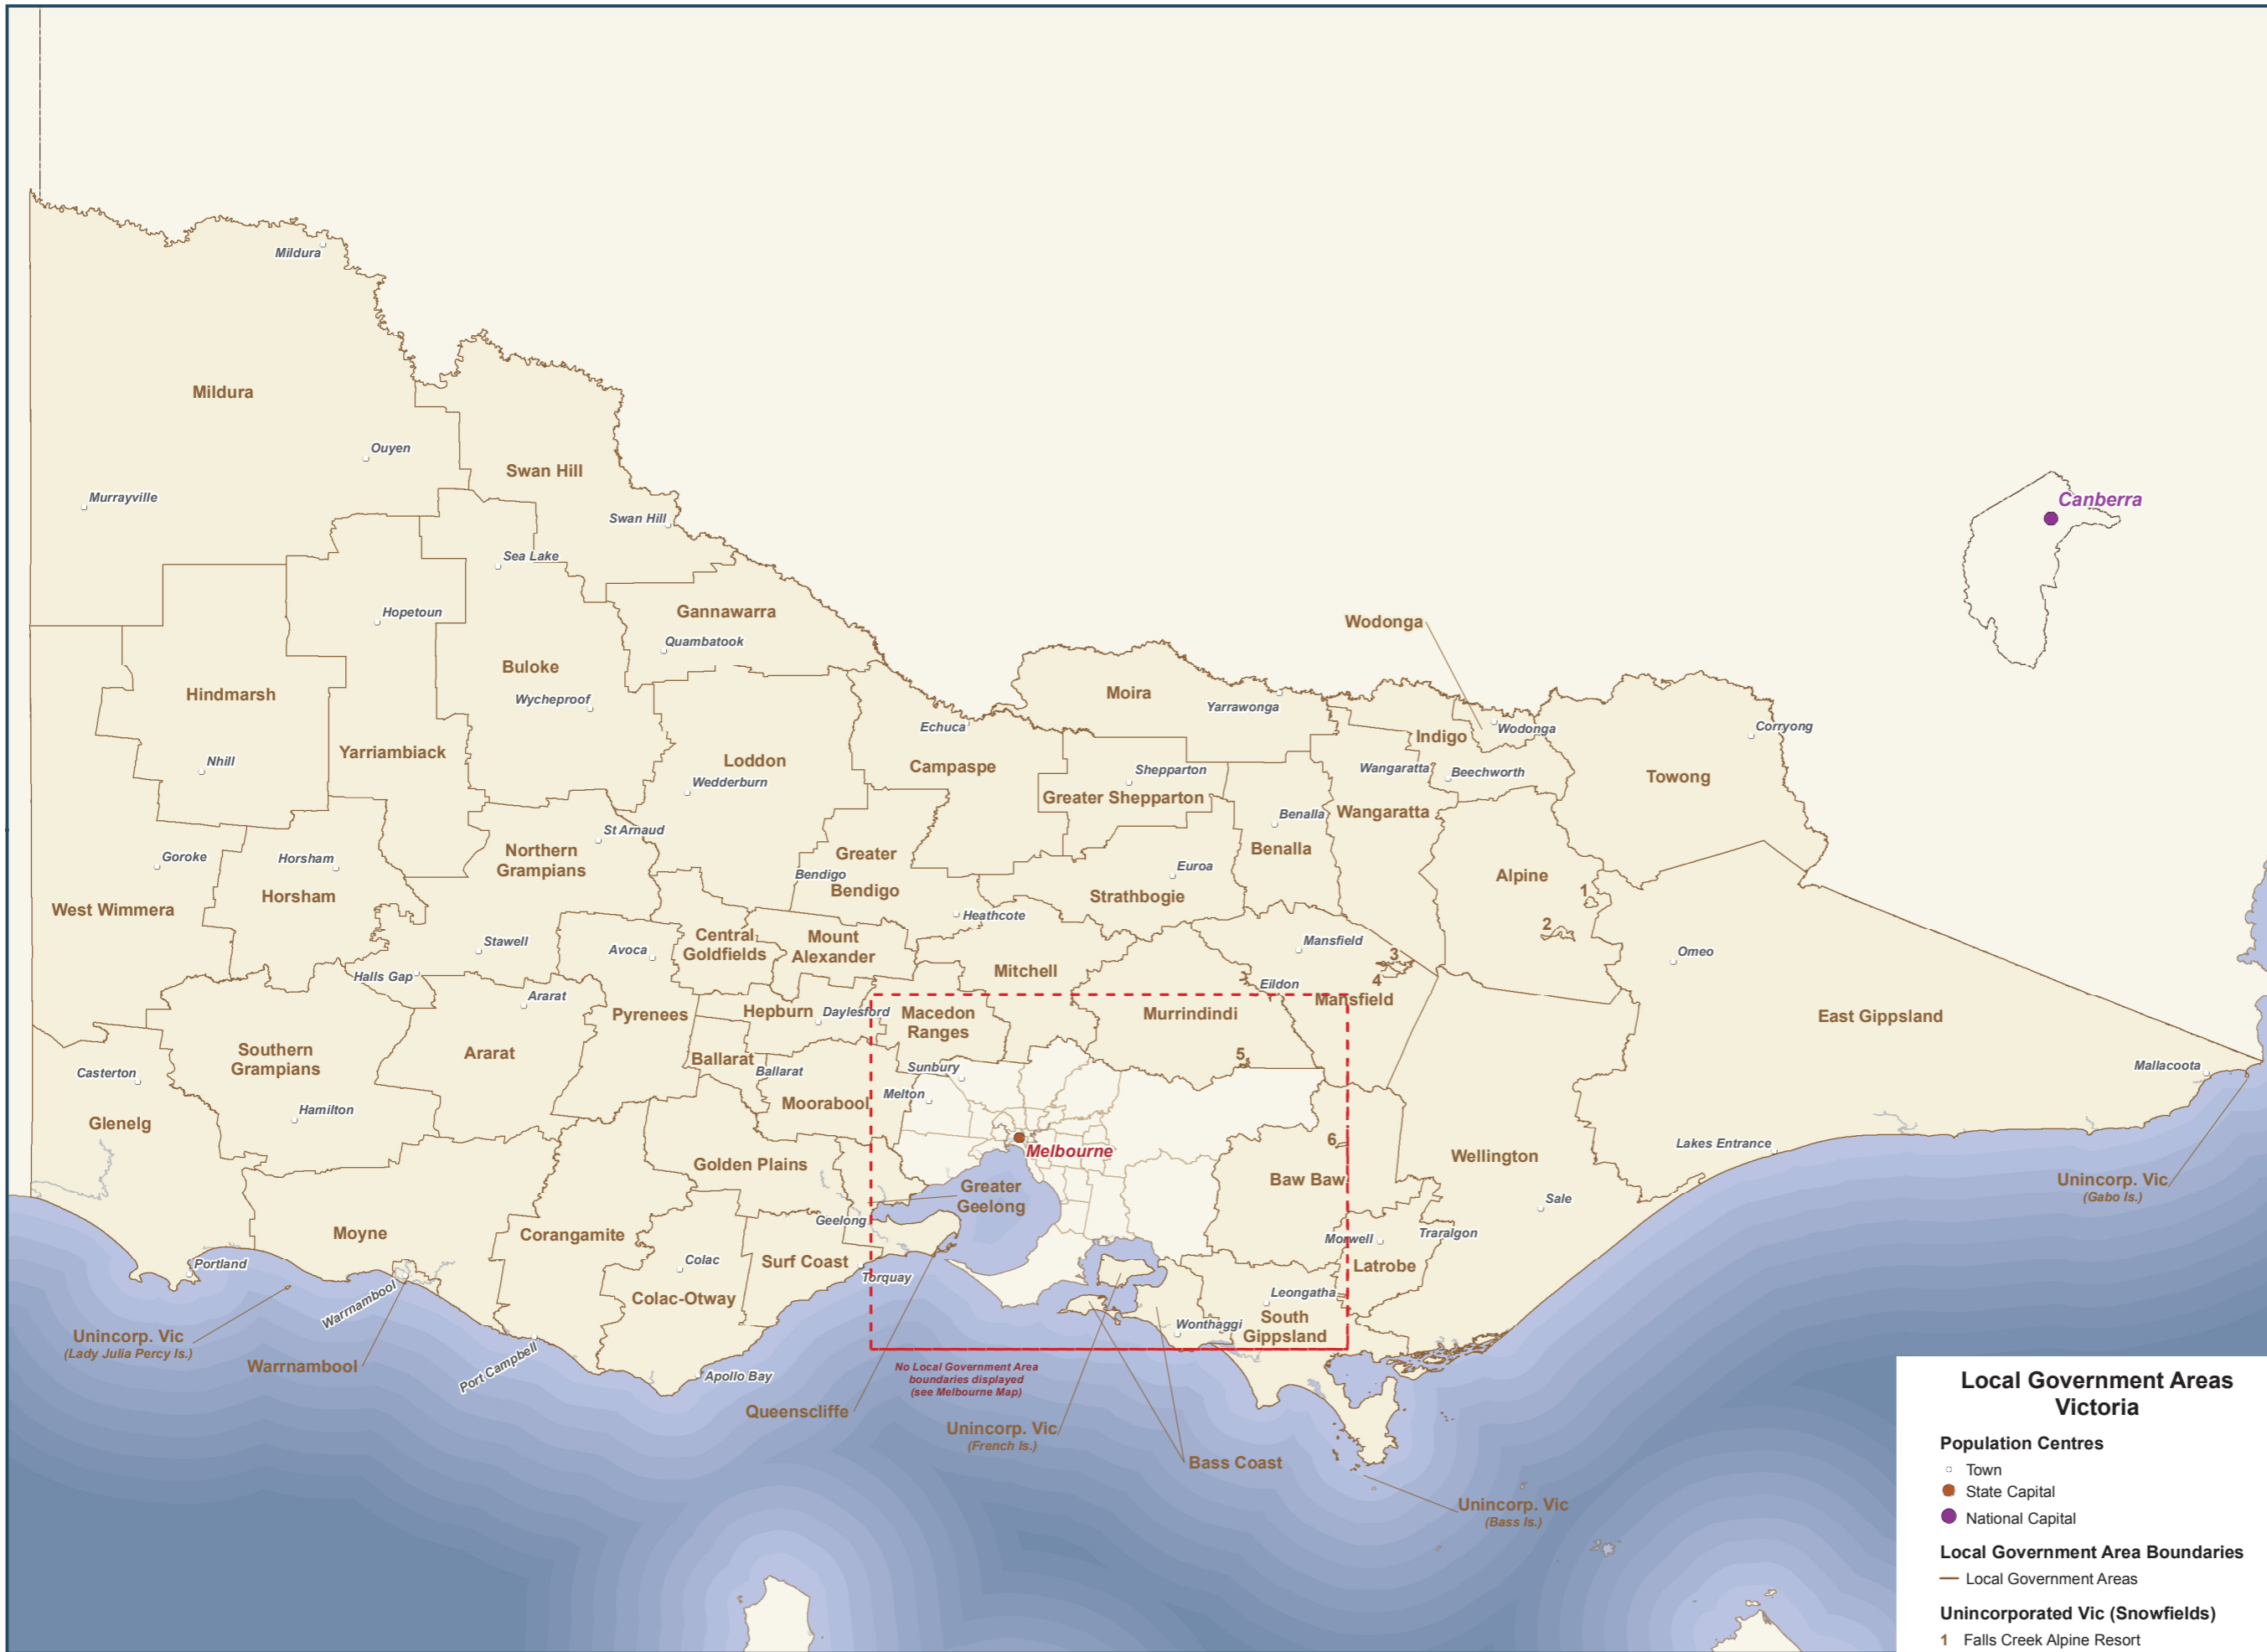 Mildura
Mildura
Ouyen
Murrayville
Swan Hill
Swan Hill
Canberra
Sea Lake
Hopetoun
Gannawarra
Quambatook
Wodonga
Buloke
Wycheproof
Hindmarsh
Moira
Yarrawonga
Echuca
Indigo
Wodonga
Corryong
Yarriambiack
Nhill
Loddon
Wedderburn
Campaspe
Shepparton
Greater Shepparton
Wangaratta
Beechworth
Towong
Wangaratta
Benalla
Benalla
St Arnaud
Northern
Grampians
Goroke
Horsham
Horsham
West Wimmera
Greater
Bendigo
Bendigo
Euroa
Strathbogie
Heathcote
Alpine
1
2
Stawell
Avoca
Central
Goldfields
Mount
Alexander
Mitchell
Mansfield
3
4
Eildon
Mansfield
Omeo
Halls Gap
Ararat
Ararat
Pyrenees
Hepburn
Daylesford
Macedon
Ranges
Murrindindi
5
East Gippsland
Southern
Grampians
Casterton
Hamilton
Glenelg
Ballarat
Ballarat
Sunbury
Melton
Moorabool
Mallacoota
Melbourne
6
Lakes Entrance
Golden Plains
Greater
Geelong
Baw Baw
Wellington
Sale
Unincorp. Vic
(Gabo Is.)
Geelong
Moyne
Corangamite
Colac
Surf Coast
Torquay
Morwell
Traralgon
Latrobe
Portland
Warrnambool
Colac-Otway
Leongatha
Wonthaggi
South
Gippsland
Unincorp. Vic
(Lady Julia Percy Is.)
Warrnambool
Port Campbell
Apollo Bay
No Local Government Area
boundaries displayed
(see Melbourne Map)
Queenscliffe
Unincorp. Vic
(French Is.)
Bass Coast
Unincorp. Vic
(Bass Is.)
Local Government Areas
Victoria
Population Centres
Town
State Capital
National Capital
Local Government Area Boundaries
Local Government Areas
Unincorporated Vic (Snowfields)
1 Falls Creek Alpine Resort